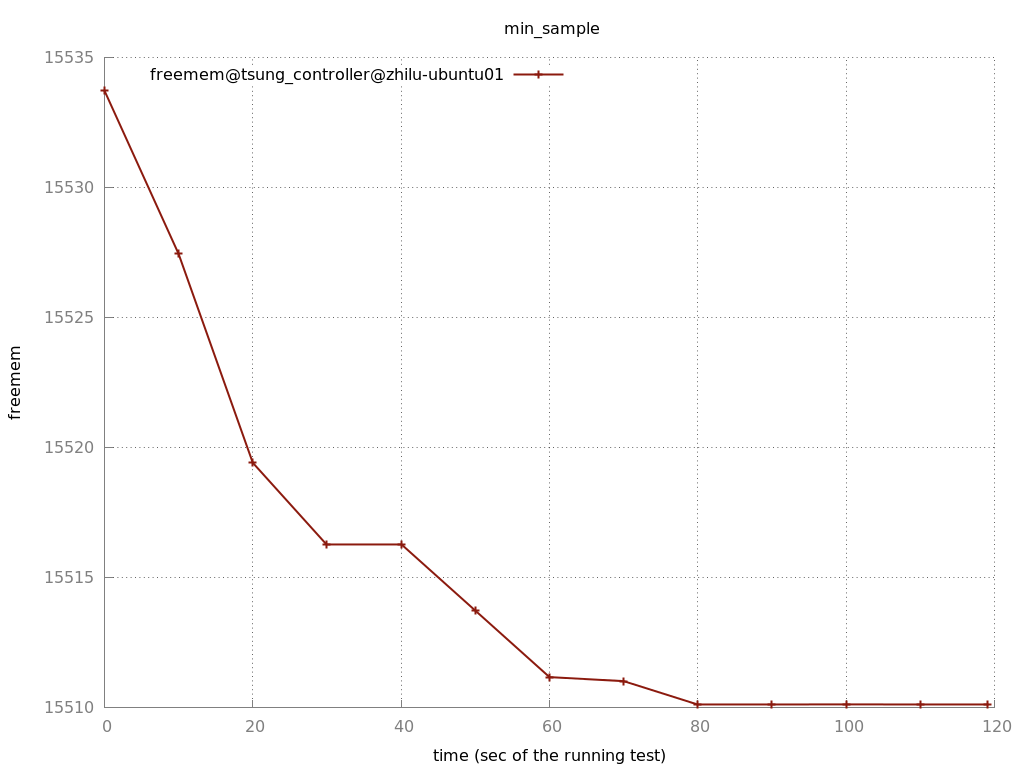 min_sample
freemem@tsung_controller@zhilu-ubuntu01
15535
15530
15525
15520
15515
15510
freemem
0 20 40 60 80 100 120
time (sec of the running test)